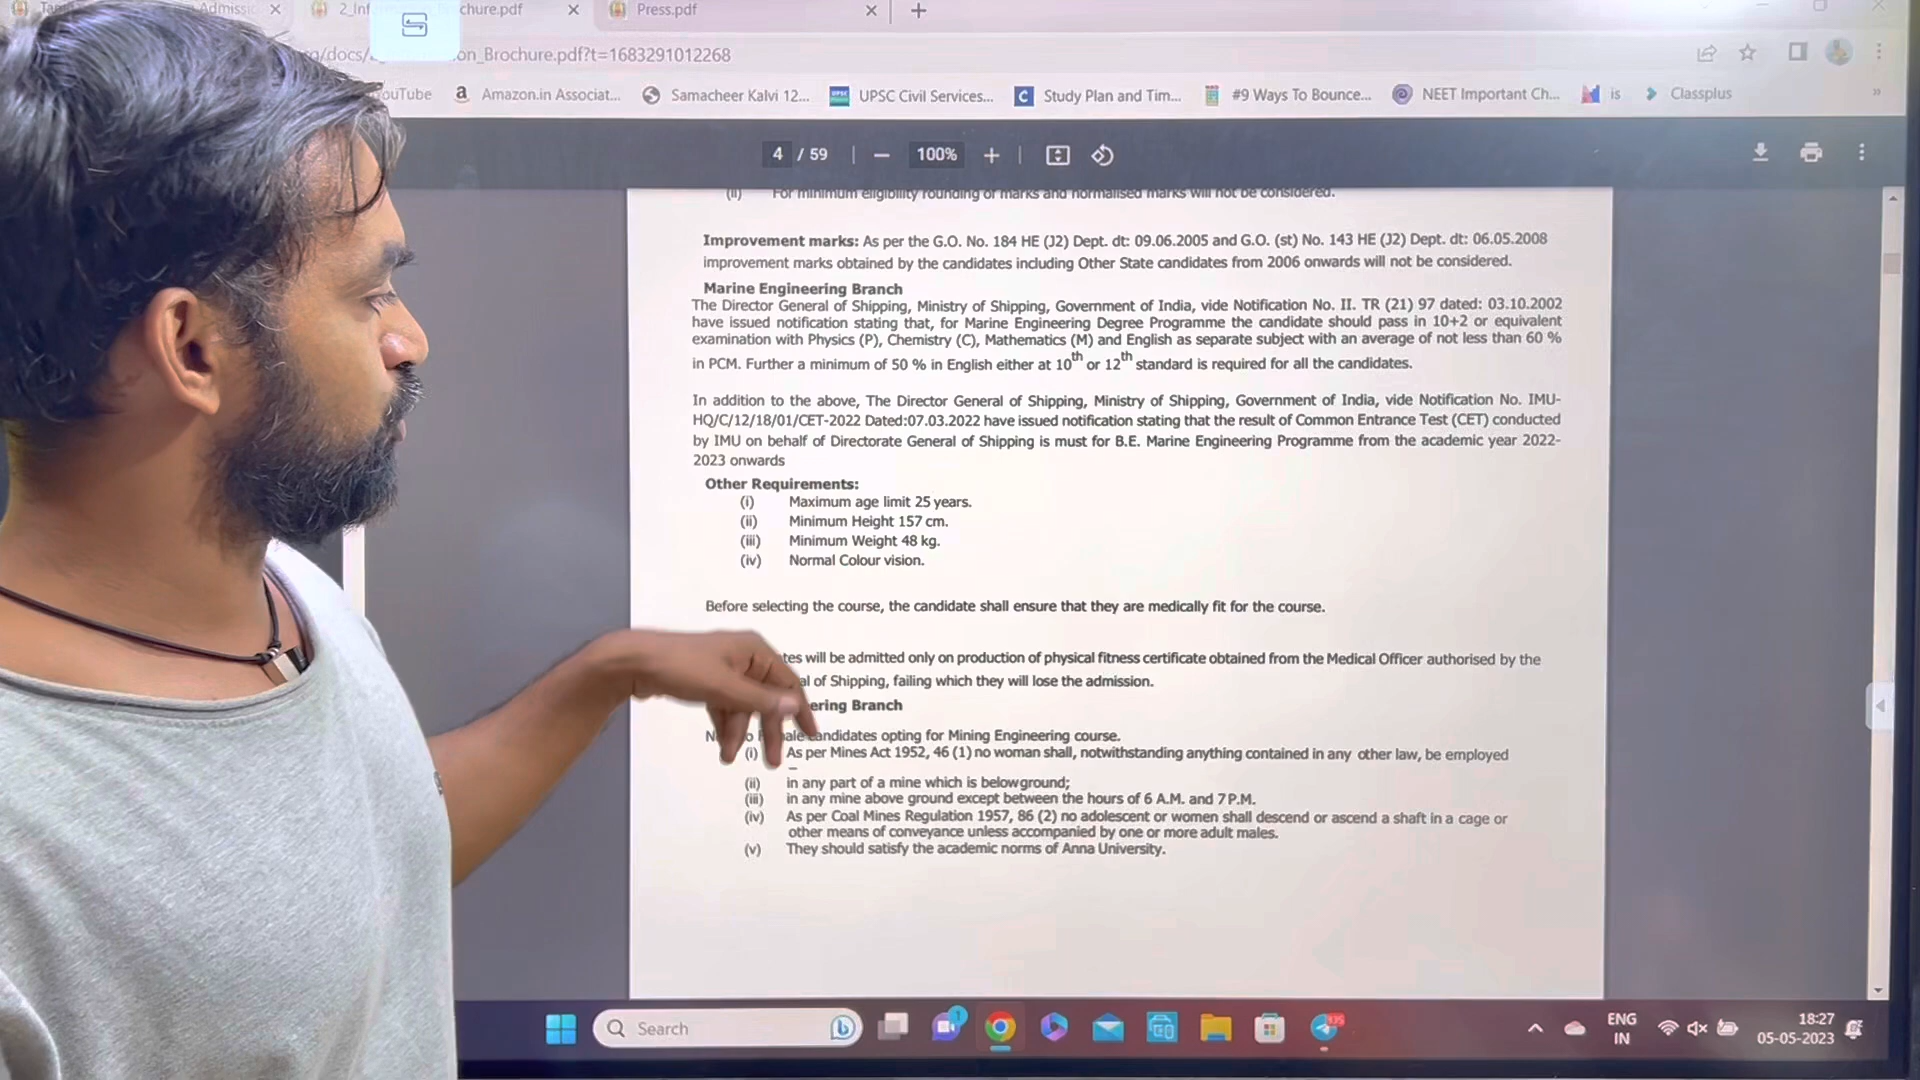 Admissi
2_Inf chure.pdf
Press.pdf
/docs/ on_Brochure.pdf?t=1683291012268
ouTube
a Amazon.in Associat...
Samacheer Kalvi 12...
UPSC Civil Services...
C Study Plan and Tim...
#9 Ways To Bounce...
NEET Important Ch...
is
Classplus
»
4 / 59
100%
(ii) For minimum eligibility rounding of marks and normalised marks will not be considered.
Improvement marks: As per the G.O. No. 184 HE (J2) Dept. dt: 09.06.2005 and G.O. (st) No. 143 HE (J2) Dept. dt: 06.05.2008
improvement marks obtained by the candidates including Other State candidates from 2006 onwards will not be considered.
Marine Engineering Branch
The Director General of Shipping, Ministry of Shipping, Government of India, vide Notification No. II. TR (21) 97 dated: 03.10.2002
have issued notification stating that, for Marine Engineering Degree Programme the candidate should pass in 10+2 or equivalent
examination with Physics (P), Chemistry (C), Mathematics (M) and English as separate subject with an average of not less than 60 %
in PCM. Further a minimum of 50 % in English either at 10th or 12th standard is required for all the candidates.
In addition to the above, The Director General of Shipping, Ministry of Shipping, Government of India, vide Notification No. IMU-
HQ/C/12/18/01/CET-2022 Dated:07.03.2022 have issued notification stating that the result of Common Entrance Test (CET) conducted
by IMU on behalf of Directorate General of Shipping is must for B.E. Marine Engineering Programme from the academic year 2022-
2023 onwards
Other Requirements:
(i) Maximum age limit 25 years.
(ii) Minimum Height 157 cm.
(iii) Minimum Weight 48 kg.
(iv) Normal Colour vision.
Before selecting the course, the candidate shall ensure that they are medically fit for the course.
tes will be admitted only on production of physical fitness certificate obtained from the Medical Officer authorised by the
al of Shipping, failing which they will lose the admission.
ering Branch
candidates opting for Mining Engineering course.
(i) As per Mines Act 1952, 46 (1) no woman shall, notwithstanding anything contained in any other law, be employed
–
(ii) in any part of a mine which is belowground;
(iii) in any mine above ground except between the hours of 6 A.M. and 7 P.M.
(iv) As per Coal Mines Regulation 1957, 86 (2) no adolescent or women shall descend or ascend a shaft in a cage or
other means of conveyance unless accompanied by one or more adult males.
(v) They should satisfy the academic norms of Anna University.
Search
ENG
IN
18:27
05-05-2023